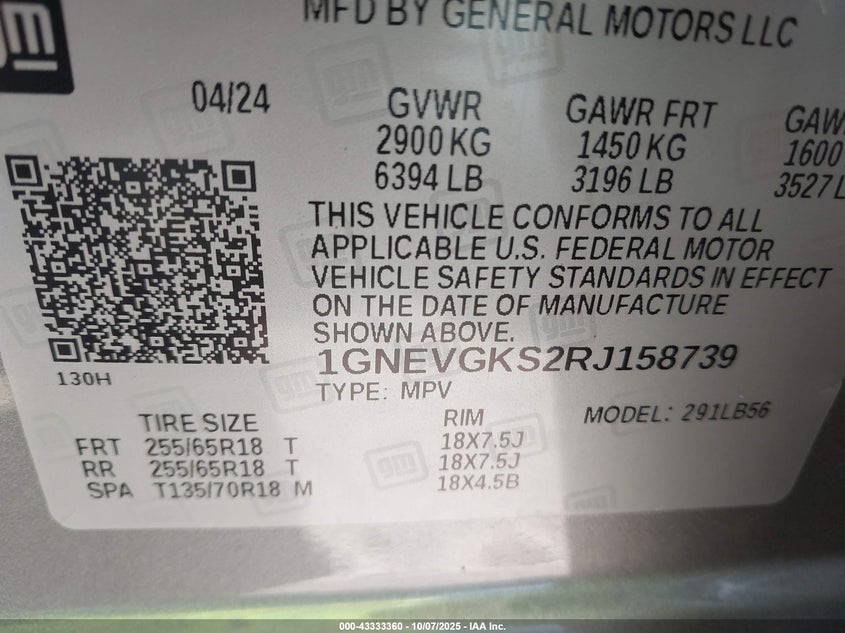 gm
MFD BY GENERAL MOTORS LLC
04/24
GVWR GAWR FRT GAW
2900 KG 1450 KG 1600
6394 LB 3196 LB 3527 L
THIS VEHICLE CONFORMS TO ALL
APPLICABLE U.S. FEDERAL MOTOR
VEHICLE SAFETY STANDARDS IN EFFECT
ON THE DATE OF MANUFACTURE
SHOWN ABOVE.
1GNEVGKS2RJ158739
130H
TYPE: MPV
TIRE SIZE RIM MODEL: 291LB56
FRT 255/65R18 T 18X7.5J
RR 255/65R18 T 18X7.5J
SPA T135/70R18 M 18X4.5B
000-43333360 - 10/07/2025 - IAA Inc.